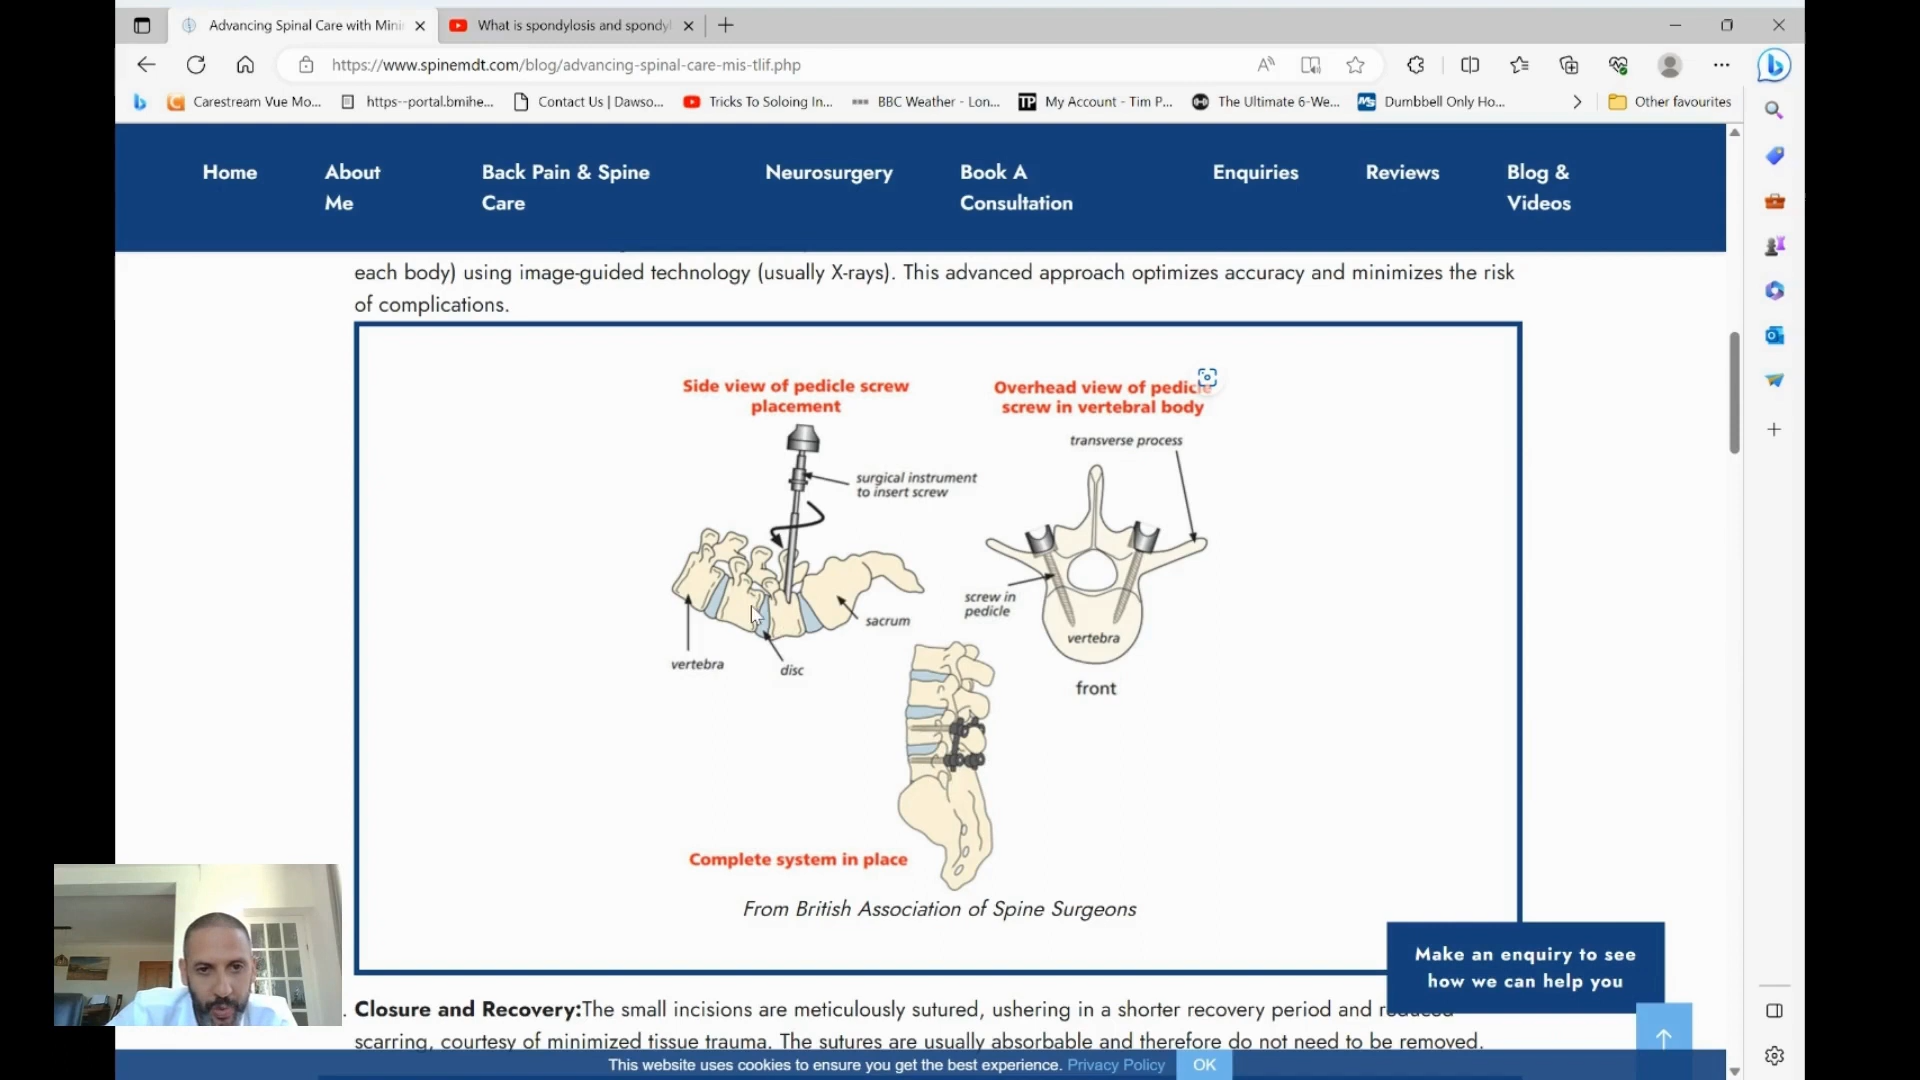 Advancing Spinal Care with Mini
What is spondylosis and spondyl
https://www.spinemdt.com/blog/advancing-spinal-care-mis-tlif.php
Carestream Vue Mo...
https--portal.bmihe...
Contact Us | Dawso...
Tricks To Soloing In...
BBC Weather - Lon...
TP
My Account - Tim P...
The Ultimate 6-We...
Dumbbell Only Ho...
Other favourites
Home
About Me
Back Pain & Spine Care
Neurosurgery
Book A Consultation
Enquiries
Reviews
Blog & Videos
each body) using image-guided technology (usually X-rays). This advanced approach optimizes accuracy and minimizes the risk
of complications.
Side view of pedicle screw
placement
surgical instrument
to insert screw
sacrum
vertebra
disc
Overhead view of pedicle
screw in vertebral body
transverse process
screw in
pedicle
vertebra
front
Complete system in place
From British Association of Spine Surgeons
Make an enquiry to see
how we can help you
Closure and Recovery:The small incisions are meticulously sutured, ushering in a shorter recovery period and reduced
scarring, courtesy of minimized tissue trauma. The sutures are usually absorbable and therefore do not need to be removed.
This website uses cookies to ensure you get the best experience. Privacy Policy OK